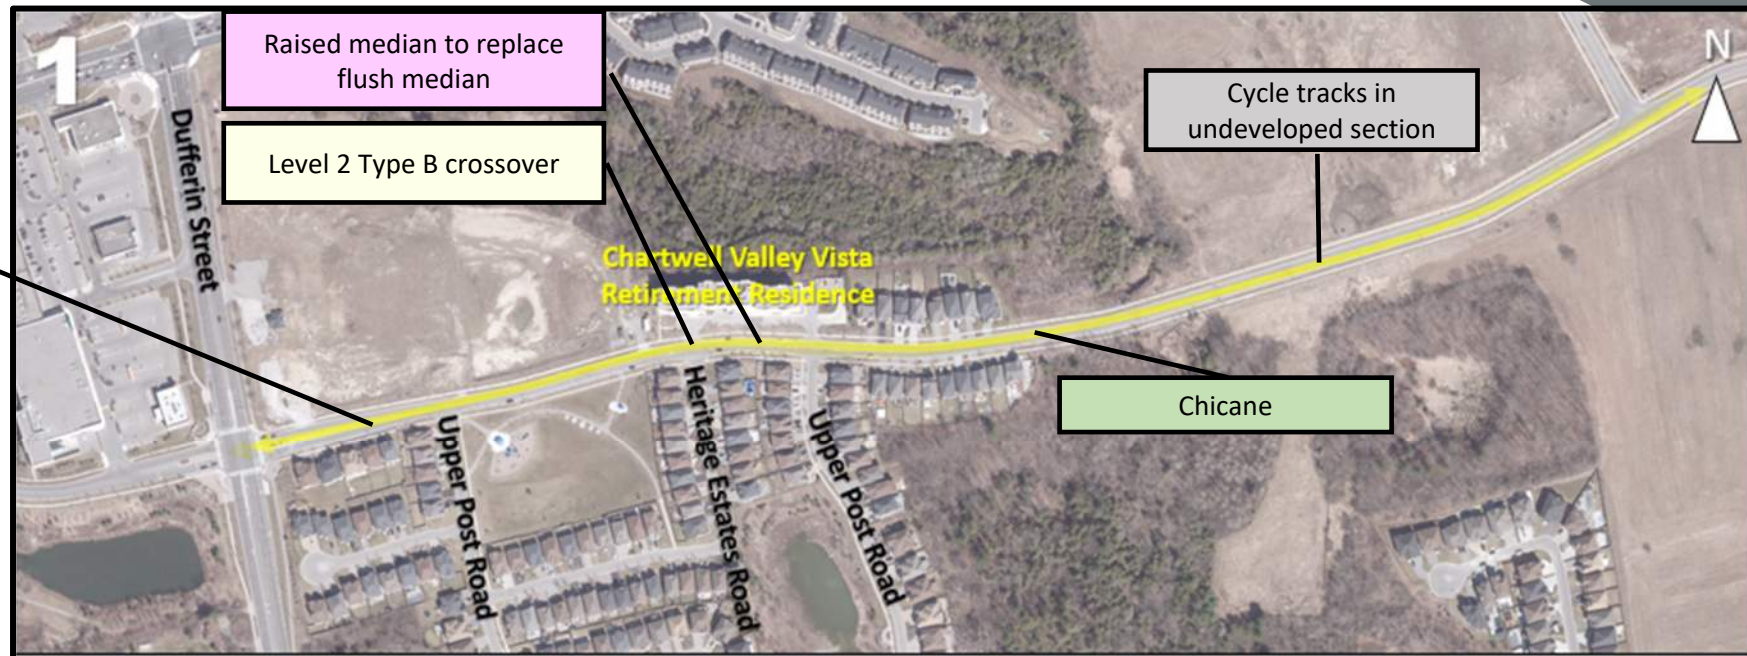 1
Raised median to replace
flush median
N
Cycle tracks in
undeveloped section
Level 2 Type B crossover
Dufferin Street
Chartwell Valley Vista
Retirement Residence
Chicane
Upper Post Road
Heritage Estates Road
Upper Post Road